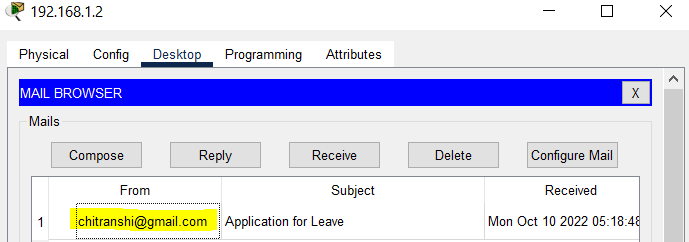 192.168.1.2
Physical Config Desktop Programming Attributes
MAIL BROWSER X
Mails
Compose Reply Receive Delete Configure Mail
From Subject Received
1 chitranshi@gmail.com Application for Leave Mon Oct 10 2022 05:18:48